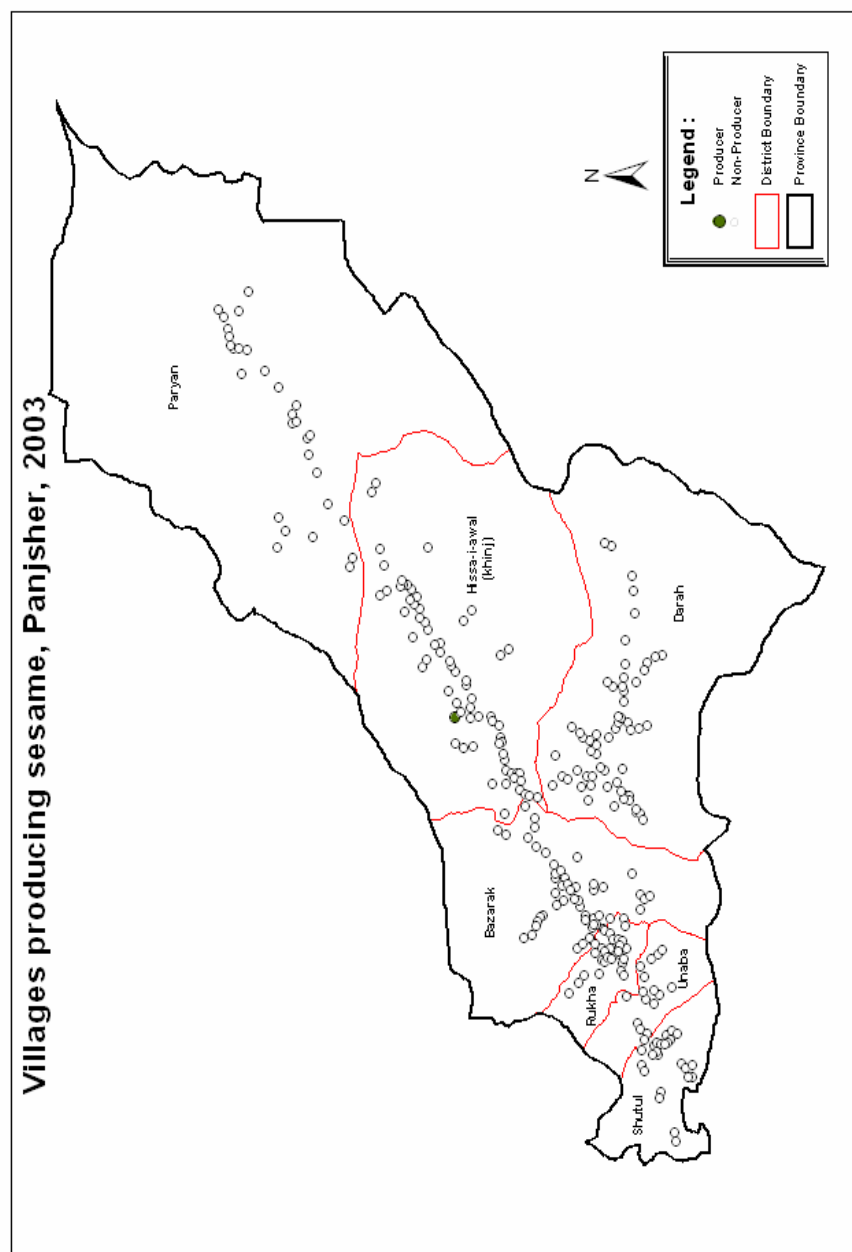 Villages producing sesame, Panjsher, 2003
Paryan
Hissa-i-awal
(khinj)
Darah
Bazarak
Rukha
Unaba
Shutul
N
Legend :
Producer
Non-Producer
District Boundary
Province Boundary